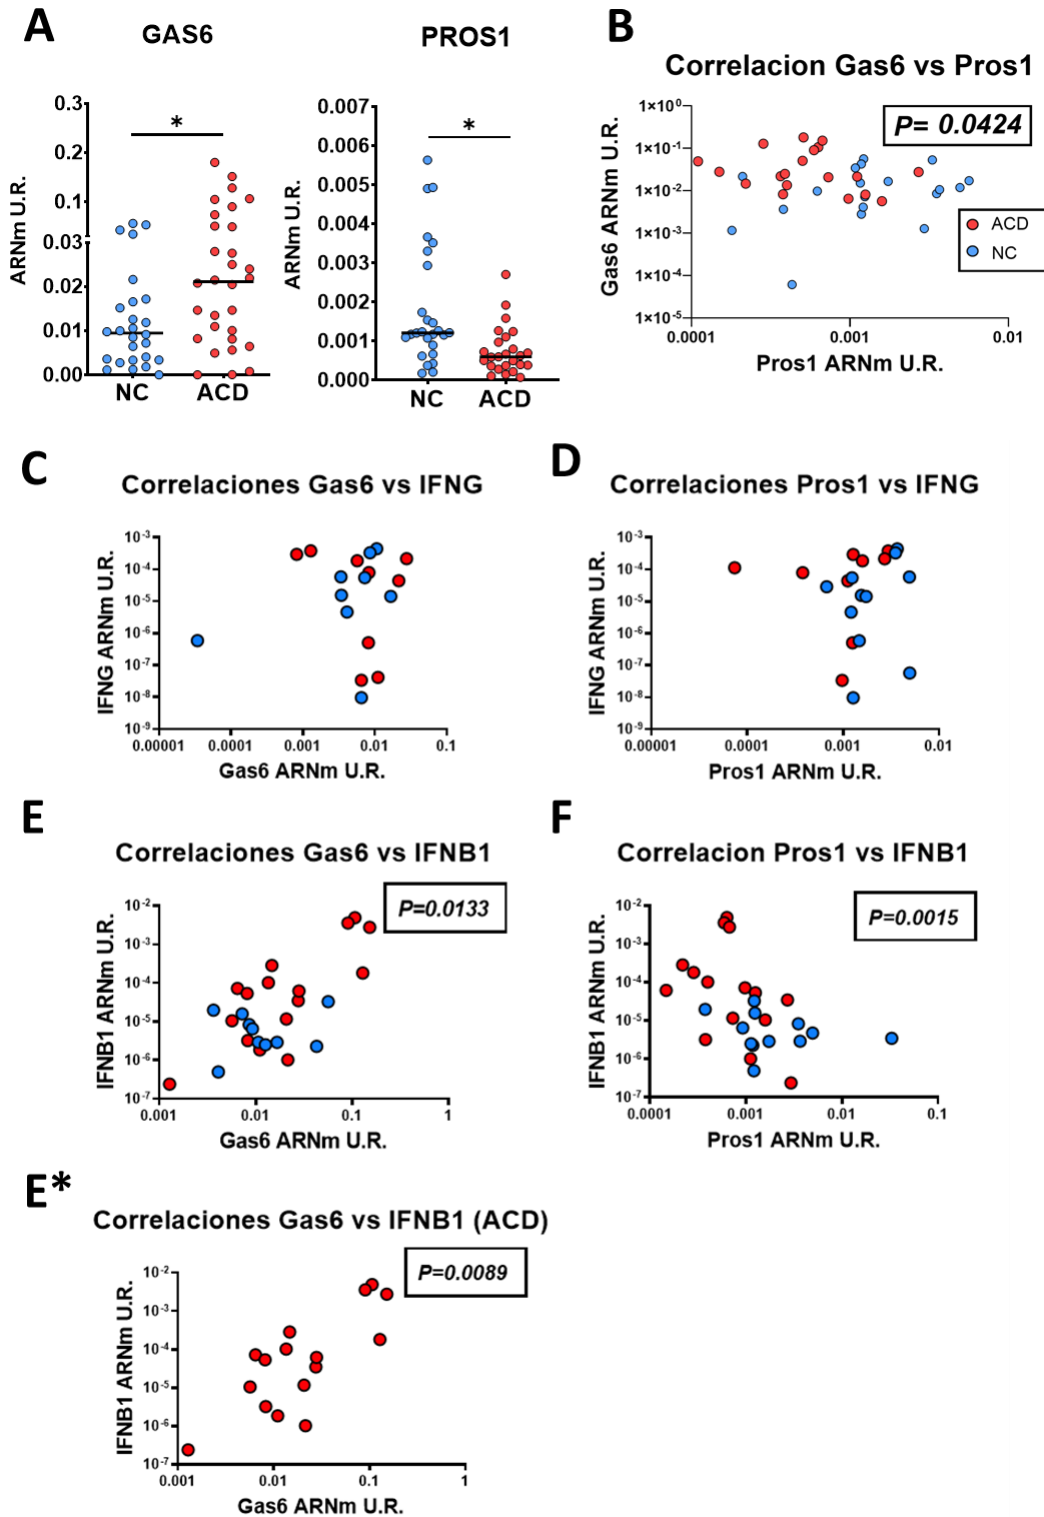 A
GAS6
PROS1
B
Correlacion Gas6 vs Pros1
ARNm U.R.
0.3
0.2
0.1
0.03
0.02
0.01
0.00
*
NC
ACD
ARNm U.R.
0.007
0.006
0.005
0.004
0.003
0.002
0.001
0.000
*
NC
ACD
P= 0.0424
Gas6 ARNm U.R.
1×10⁰
1×10⁻¹
1×10⁻²
1×10⁻³
1×10⁻⁴
1×10⁻⁵
0.0001
0.001
0.01
Pros1 ARNm U.R.
ACD
NC
C
Correlaciones Gas6 vs IFNG
IFNG ARNm U.R.
10⁻³
10⁻⁴
10⁻⁵
10⁻⁶
10⁻⁷
10⁻⁸
10⁻⁹
0.00001
0.0001
0.001
0.01
0.1
Gas6 ARNm U.R.
D
Correlaciones Pros1 vs IFNG
IFNG ARNm U.R.
10⁻³
10⁻⁴
10⁻⁵
10⁻⁶
10⁻⁷
10⁻⁸
10⁻⁹
0.00001
0.0001
0.001
0.01
Pros1 ARNm U.R.
E
Correlaciones Gas6 vs IFNB1
P=0.0133
IFNB1 ARNm U.R.
10⁻²
10⁻³
10⁻⁴
10⁻⁵
10⁻⁶
10⁻⁷
0.001
0.01
0.1
1
Gas6 ARNm U.R.
F
Correlacion Pros1 vs IFNB1
P=0.0015
IFNB1 ARNm U.R.
10⁻²
10⁻³
10⁻⁴
10⁻⁵
10⁻⁶
10⁻⁷
0.0001
0.001
0.01
0.1
Pros1 ARNm U.R.
E*
Correlaciones Gas6 vs IFNB1 (ACD)
P=0.0089
IFNB1 ARNm U.R.
10⁻²
10⁻³
10⁻⁴
10⁻⁵
10⁻⁶
10⁻⁷
0.001
0.01
0.1
1
Gas6 ARNm U.R.